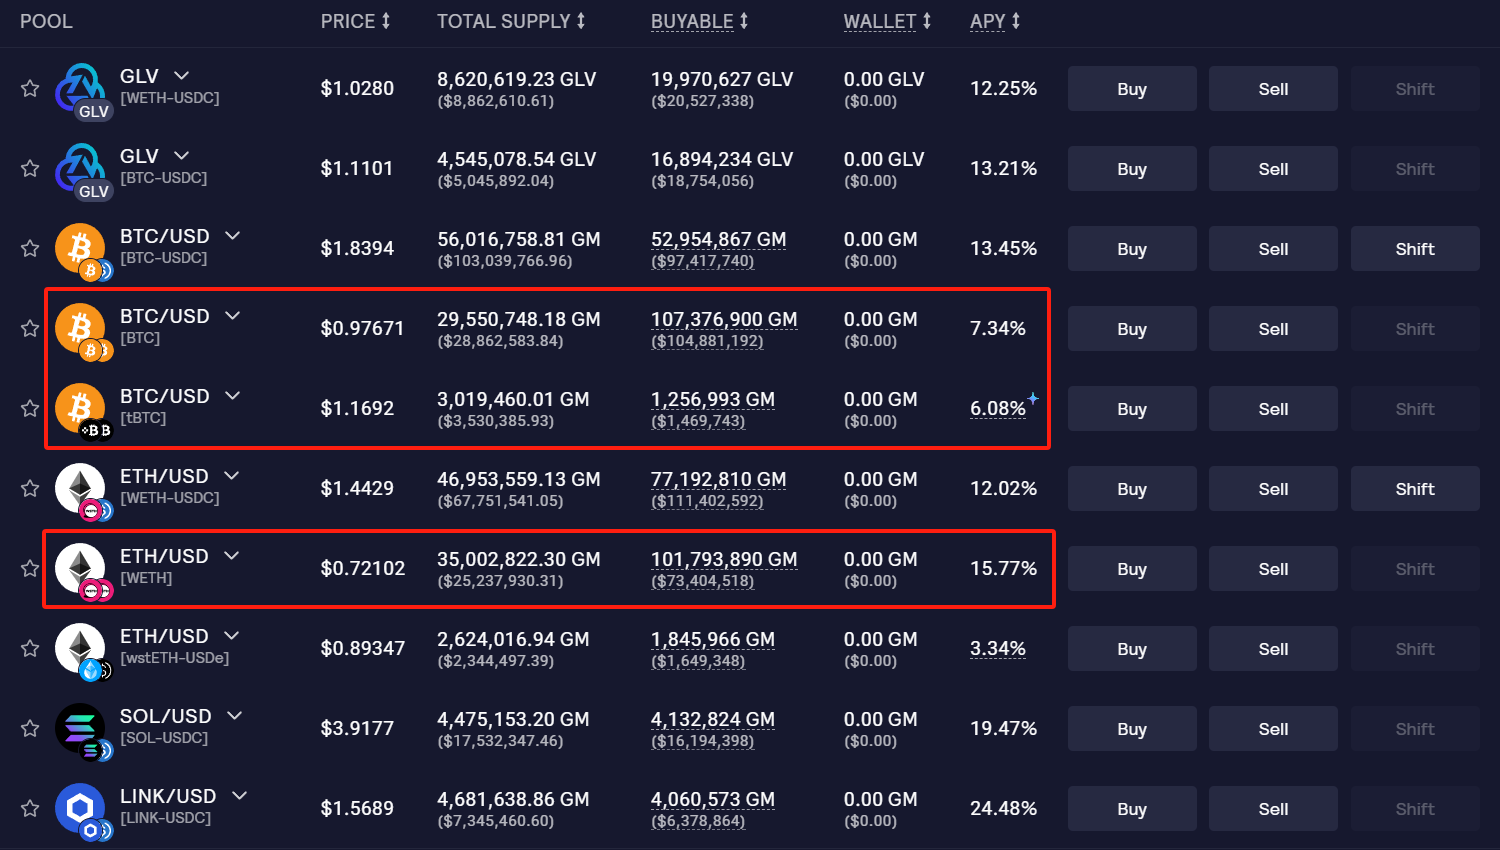 POOL PRICE TOTAL SUPPLY BUYABLE WALLET APY
GLV 8,620,619.23 GLV 19,970,627 GLV 0.00 GLV
$1.0280 12.25% Buy Sell Shift
[WETH-USDC] ($8,862,610.61) ($20,527,338) ($0.00)
GLV
GLV 4,545,078.54 GLV 16,894,234 GLV 0.00 GLV
$1.1101 13.21% Buy Sell Shift
[BTC-USDC] ($5,045,892.04) ($18,754,056) ($0.00)
GLV
BTC/USD 56,016,758.81 GM 52,954,867 GM 0.00 GM
$1.8394 13.45% Buy Sell Shift
[BTC-USDC] ($103,039,766.96) ($97,417,740) ($0.00)
BTC/USD 29,550,748.18 GM 107,376,900 GM 0.00 GM
$0.97671 7.34% Buy Sell Shift
[BTC] ($28,862,583.84) ($104,881,192) ($0.00)
BTC/USD 3,019,460.01 GM 1,256,993 GM 0.00 GM
$1.1692 6.08% Buy Sell Shift
[tBTC] ($3,530,385.93) ($1,469,743) ($0.00)
ETH/USD 46,953,559.13 GM 77,192,810 GM 0.00 GM
$1.4429 12.02% Buy Sell Shift
[WETH-USDC] ($67,751,541.05) ($111,402,592) ($0.00)
ETH/USD 35,002,822.30 GM 101,793,890 GM 0.00 GM
$0.72102 15.77% Buy Sell Shift
[WETH] ($25,237,930.31) ($73,404,518) ($0.00)
ETH/USD 2,624,016.94 GM 1,845,966 GM 0.00 GM
$0.89347 3.34% Buy Sell Shift
[wstETH-USDe] ($2,344,497.39) ($1,649,348) ($0.00)
SOL/USD 4,475,153.20 GM 4,132,824 GM 0.00 GM
$3.9177 19.47% Buy Sell Shift
[SOL-USDC] ($17,532,347.46) ($16,194,398) ($0.00)
LINK/USD 4,681,638.86 GM 4,060,573 GM 0.00 GM
$1.5689 24.48% Buy Sell Shift
[LINK-USDC] ($7,345,460.60) ($6,378,864) ($0.00)